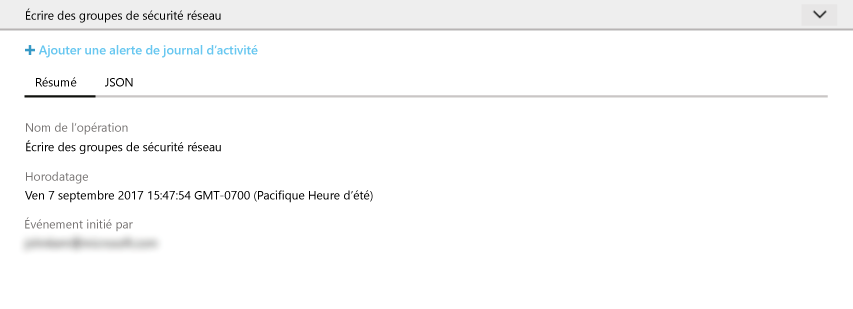 Écrire des groupes de sécurité réseau
Ajouter une alerte de journal d'activité
Résumé JSON
Nom de l'opération
Écrire des groupes de sécurité réseau
Horodatage
Ven 7 septembre 2017 15:47:54 GMT-0700 (Pacifique Heure d'été)
Événement initié par